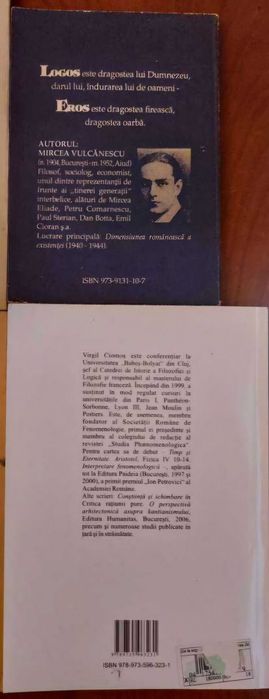 LOGOS este dragostea lui Dumnezeu,
darul lui, îndurarea lui de oameni -
EROS este dragostea firească,
dragostea oarbă.
AUTORUL:
MIRCEA VULCĂNESCU
(n. 1904, București - m. 1952, Aiud)
Filosof, sociolog, economist,
unul dintre reprezentanții de
frunte ai "tinerei generații"
interbelice, alături de Mircea
Eliade, Petru Comarnescu,
Paul Sterian, Dan Botta, Emil
Cioran ș.a.
Lucrare principală: Dimensiunea românească a
existenței (1940 - 1944).
ISBN 973-9131-10-7
Virgil Ciomoș este conferențiar la
Universitatea „Babeș-Bolyai” din Cluj,
șef al Catedrei de Istorie a Filozofiei și
Logică și responsabil al masterului de
Filozofie franceză. Începând din 1999, a
susținut în mod regulat cursuri la
universitățile din Paris I, Panthéon-
Sorbonne, Lyon III, Jean Moulin și
Poitiers. Este, de asemenea, membru
fondator al Societății Române de
Fenomenologie, primul ei președinte și
membru al colegiului de redacție al
revistei „Studia Phaenomenologica”.
Pentru cartea sa de debut – Timp și
Eternitate. Aristotel, Fizica IV 10-14.
Interpretare fenomenologică –, apărută
tot la Editura Paideia (București, 1997
și 2000), a primit premiul „Ion Petrovici” al
Academiei Române.
Alte scrieri: Conștiință și schimbare în
Critica rațiunii pure. O perspectivă
arhitectonică asupra kantianismului,
Editura Humanitas, București, 2006,
precum și numeroase studii publicate în
țară și în străinătate.
ISBN 978-973-596-323-1